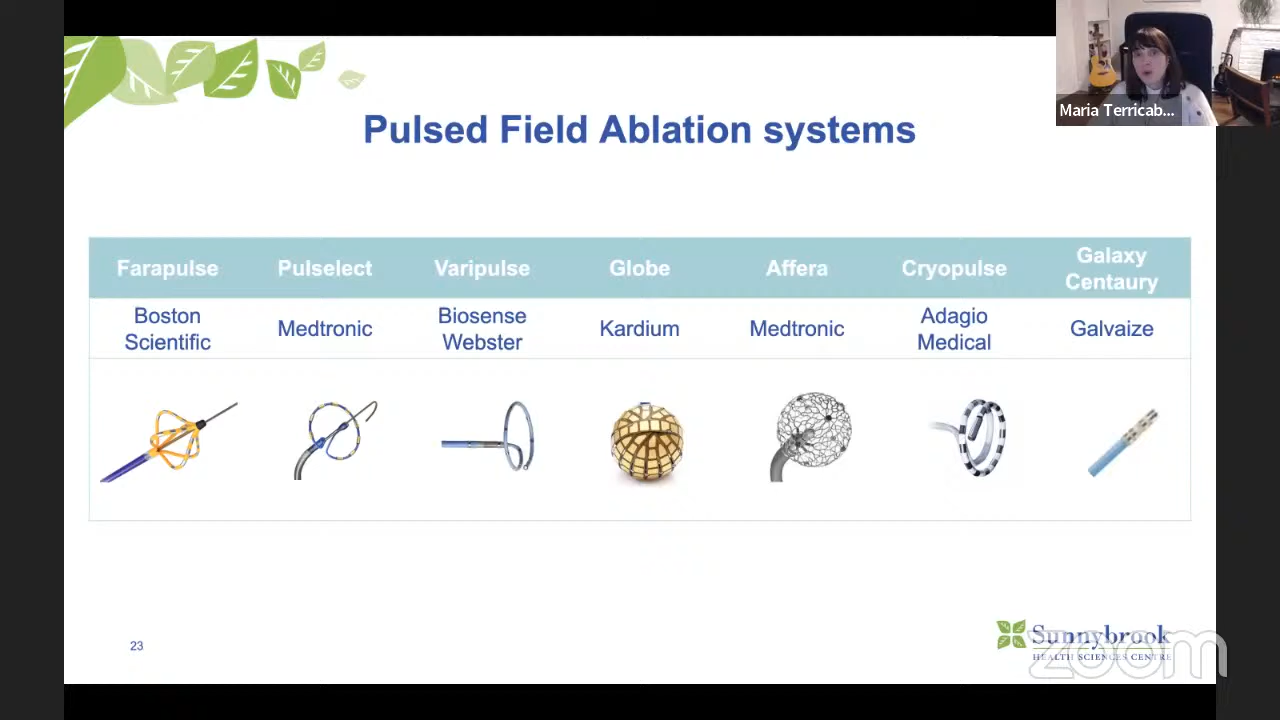 Maria Terricab...
Pulsed Field Ablation systems
Farapulse Pulselect Varipulse Globe Affera Cryopulse Galaxy Centaury
Boston Scientific Medtronic Biosense Webster Kardium Medtronic Adagio Medical Galvaize
23
Sunnybrook
HEALTH SCIENCES CENTRE
zoom